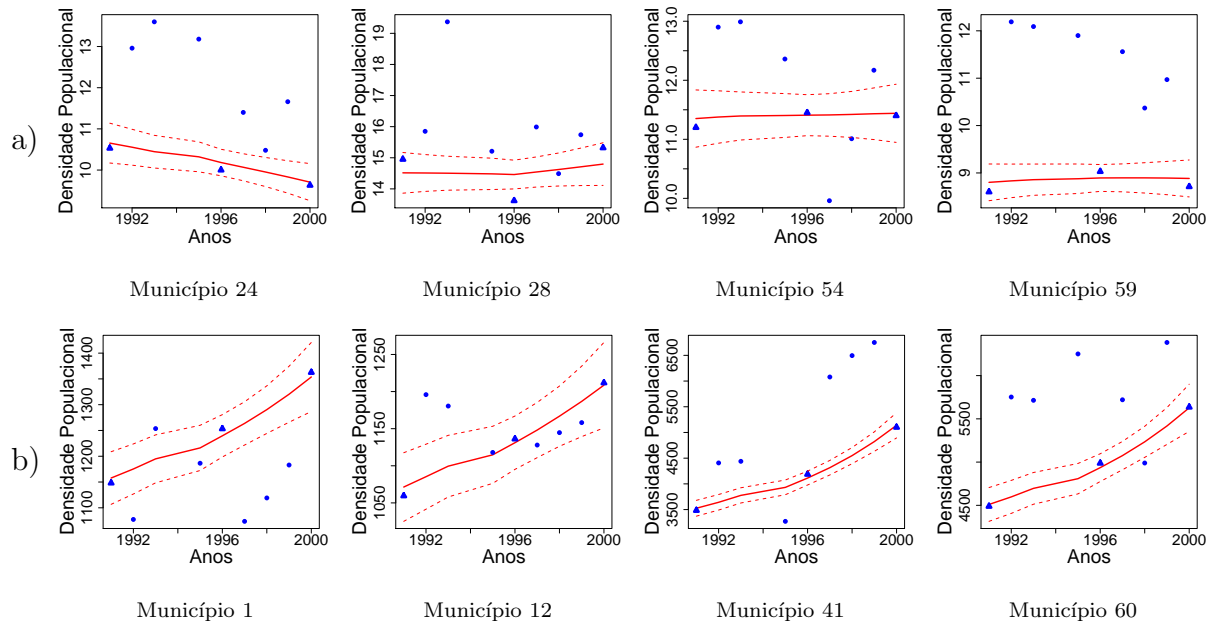 a)
Densidade Populacional
10 11 12 13
1992 1996 2000
Anos
Município 24
Densidade Populacional
14 15 16 17 18 19
1992 1996 2000
Anos
Município 28
Densidade Populacional
10.0 11.0 12.0 13.0
1992 1996 2000
Anos
Município 54
Densidade Populacional
9 10 11 12
1992 1996 2000
Anos
Município 59
b)
Densidade Populacional
1100 1200 1300 1400
1992 1996 2000
Anos
Município 1
Densidade Populacional
1050 1150 1250
1992 1996 2000
Anos
Município 12
Densidade Populacional
3500 4500 5500 6500
1992 1996 2000
Anos
Município 41
Densidade Populacional
4500 5500
1992 1996 2000
Anos
Município 60